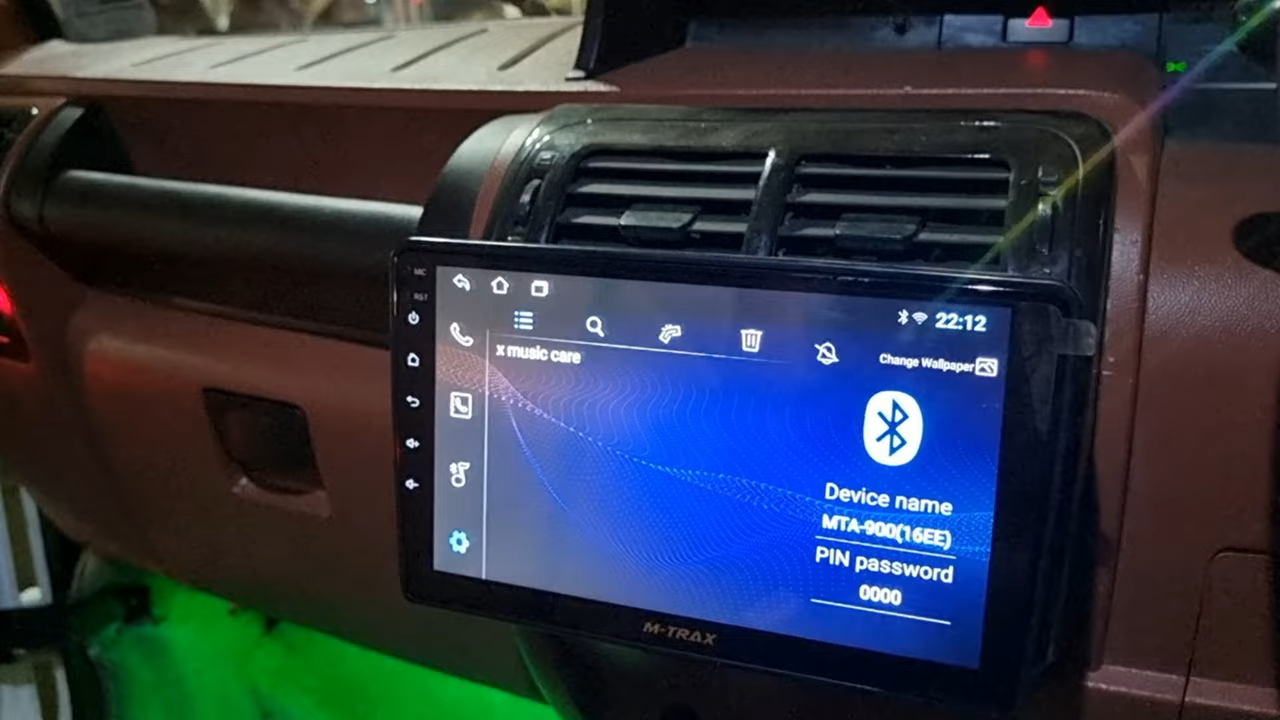 MIC
RST
22:12
Change Wallpaper
x music care
Device name
MTA-900(16EE)
PIN password
0000
M-TRAX